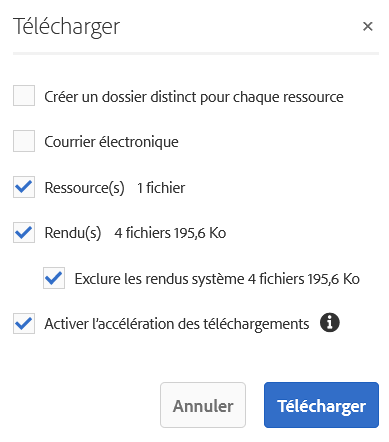 Télécharger ×
Créer un dossier distinct pour chaque ressource
Courrier électronique
Ressource(s) 1 fichier
Rendu(s) 4 fichiers 195,6 Ko
Exclure les rendus système 4 fichiers 195,6 Ko
Activer l’accélération des téléchargements i
Annuler Télécharger